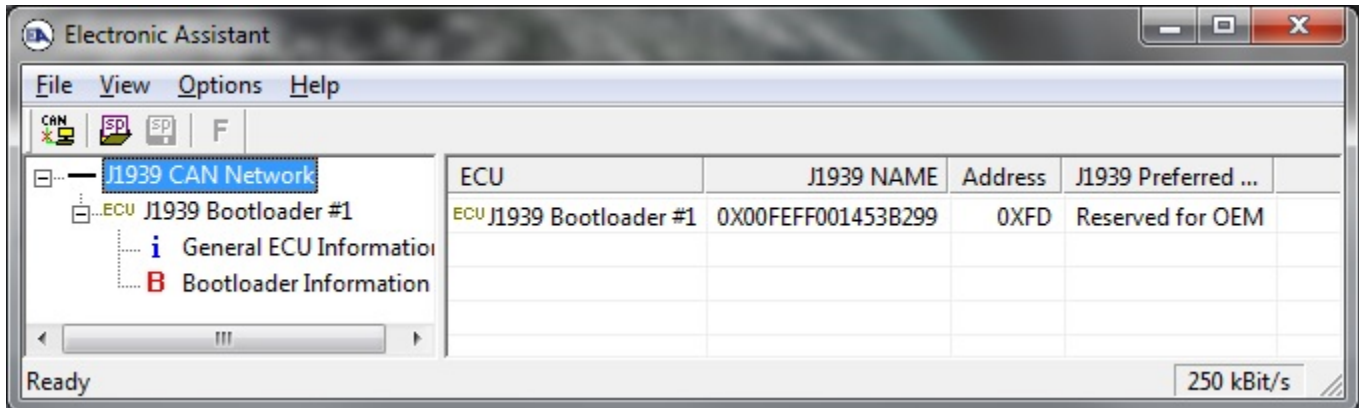 EA Electronic Assistant
File View Options Help
CAN SP SP F
J1939 CAN Network
ECU J1939 Bootloader #1
i General ECU Information
B Bootloader Information
ECU J1939 NAME Address J1939 Preferred ...
ECU J1939 Bootloader #1 0X00FEFF001453B299 0XFD Reserved for OEM
Ready 250 kBit/s